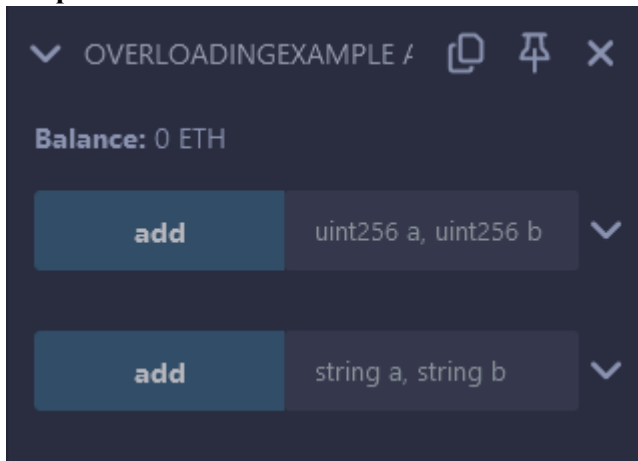 OVERLOADINGEXAMPLE
Balance: 0 ETH
add uint256 a, uint256 b
add string a, string b